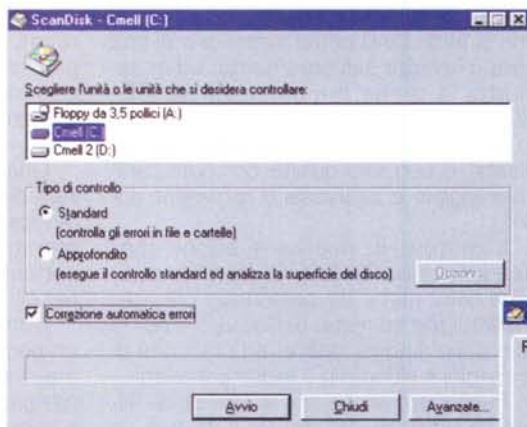 ScanDisk - Cmell (C:)
Scegliere l'unità o le unità che si desidera controllare:
Floppy da 3,5 pollici (A:)
Cmell (C:)
Cmell 2 (D:)
Tipo di controllo
Standard
(controlla gli errori in file e cartelle)
Approfondito
(esegue il controllo standard ed analizza la superficie del disco)
Opzioni...
Correzione automatica errori
Avvio
Chiudi
Avanzate...